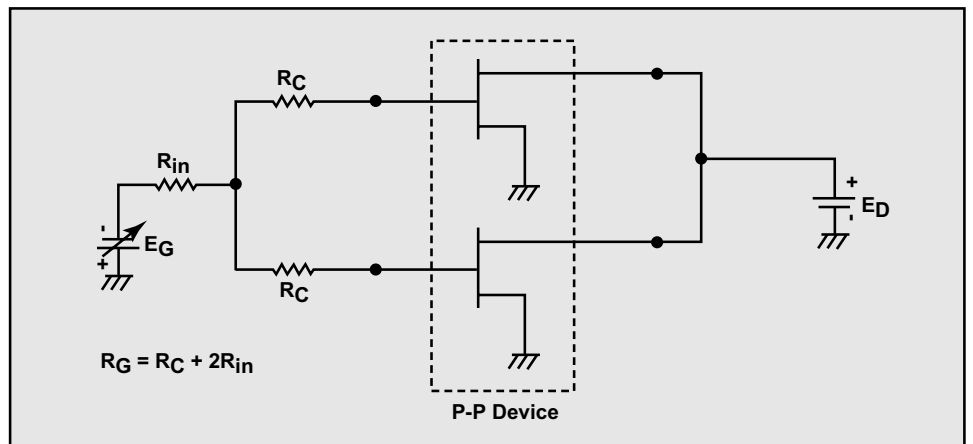 RC
Rin
-
EG
+
RC
+
ED
-
RG = RC + 2Rin
P-P Device